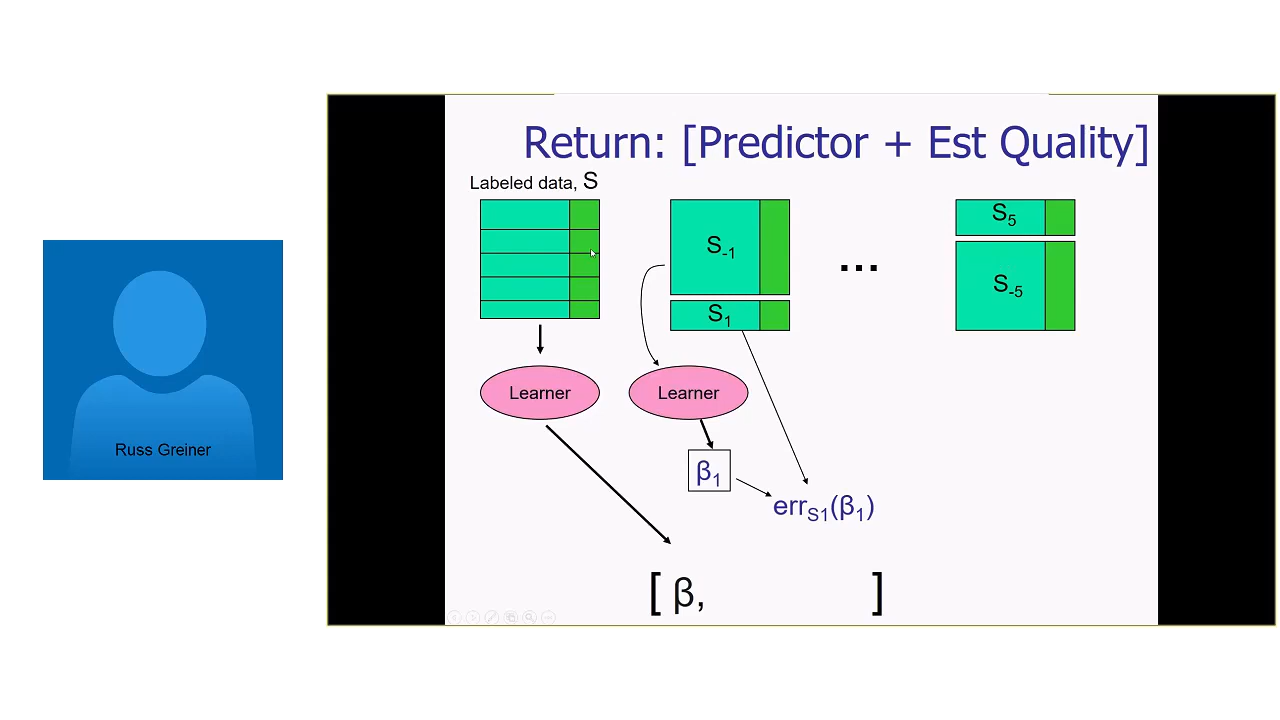 Return: [Predictor + Est Quality]
Labeled data, S
S-1
S1
...
S5
S-5
Learner
Learner
β1
errS1(β1)
[ β, ]
Russ Greiner